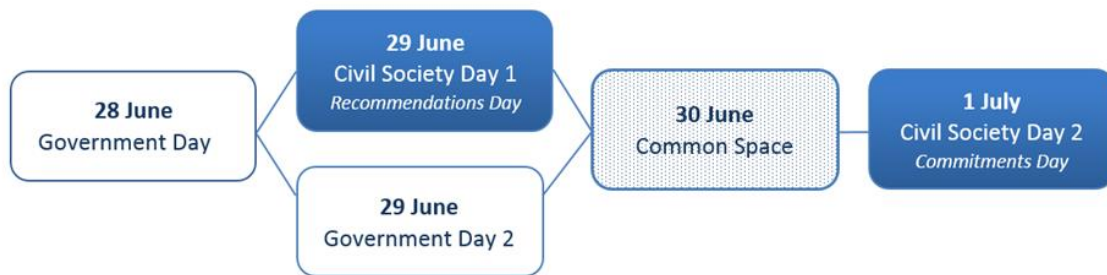 28 June
Government Day
29 June
Civil Society Day 1
Recommendations Day
29 June
Government Day 2
30 June
Common Space
1 July
Civil Society Day 2
Commitments Day